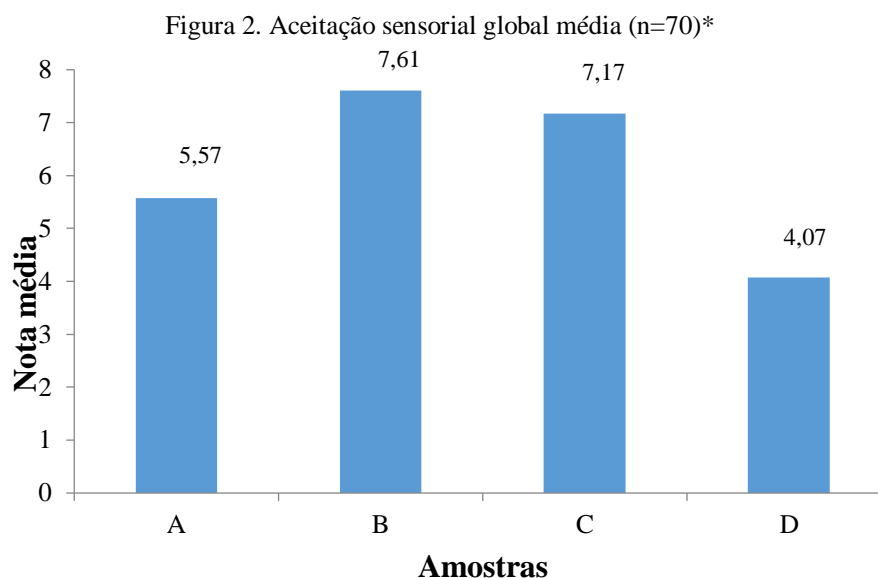 Figura 2. Aceitação sensorial global média (n=70)*
8
7
6
5
4
3
2
1
0
Nota média
5,57
7,61
7,17
4,07
A
B
C
D
Amostras